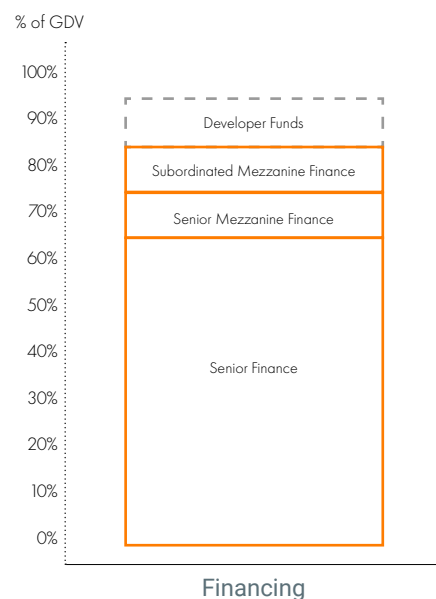 % of GDV
100%
90%
Developer Funds
80%
Subordinated Mezzanine Finance
70%
Senior Mezzanine Finance
60%
50%
40%
Senior Finance
30%
20%
10%
0%
Financing